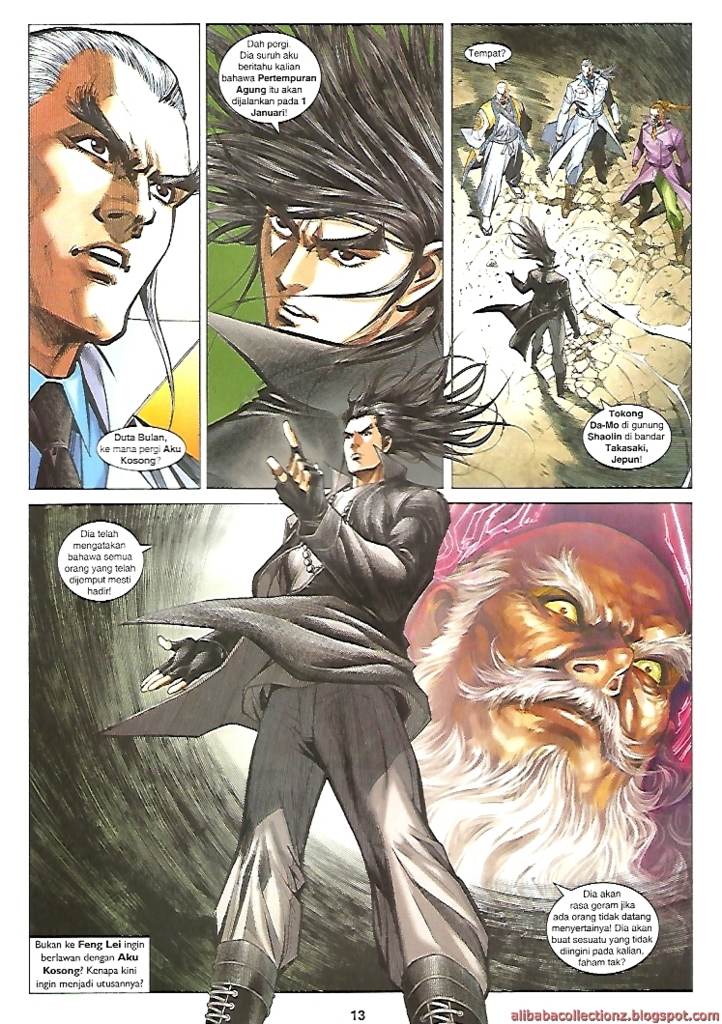 Duta Bulan,
ke mana pergi Aku
Kosong?
Dah pergi.
Dia suruh aku
beritahu kalian
bahawa Pertempuran
Agung itu akan
dijalankan pada 1
Januari!
Tempat?
Tokong
Da-Mo di gunung
Shaolin di bandar
Takasaki,
Jepun!
Dia telah
mengatakan
bahawa semua
orang yang telah
dijemput mesti
hadir!
Dia akan
rasa geram jika
ada orang tidak datang
menyertainya! Dia akan
buat sesuatu yang tidak
diingini pada kalian,
faham tak?
Bukan ke Feng Lei ingin
berlawan dengan Aku
Kosong? Kenapa kini
ingin menjadi utusannya?
13
alibabacollectionz.blogspot.com